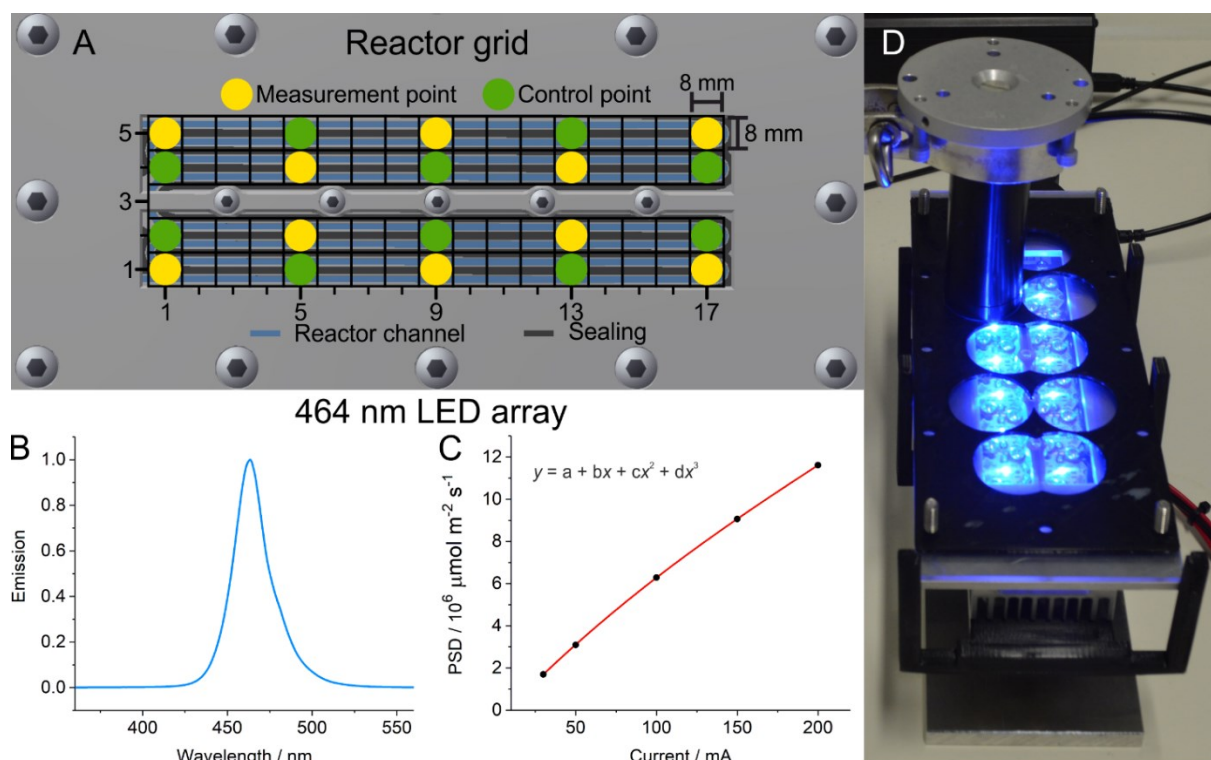 A
Reactor grid
Measurement point
Control point
8 mm
8 mm
5
3
1
1 5 9 13 17
Reactor channel
Sealing
464 nm LED array
B
Emission
1.0
0.8
0.6
0.4
0.2
0.0
400 450 500 550
Wavelength / nm
C
PSD / 10⁶ μmol m⁻² s⁻¹
y = a + bx + cx² + dx³
12
10
8
6
4
2
0
50 100 150 200
Current / mA
D